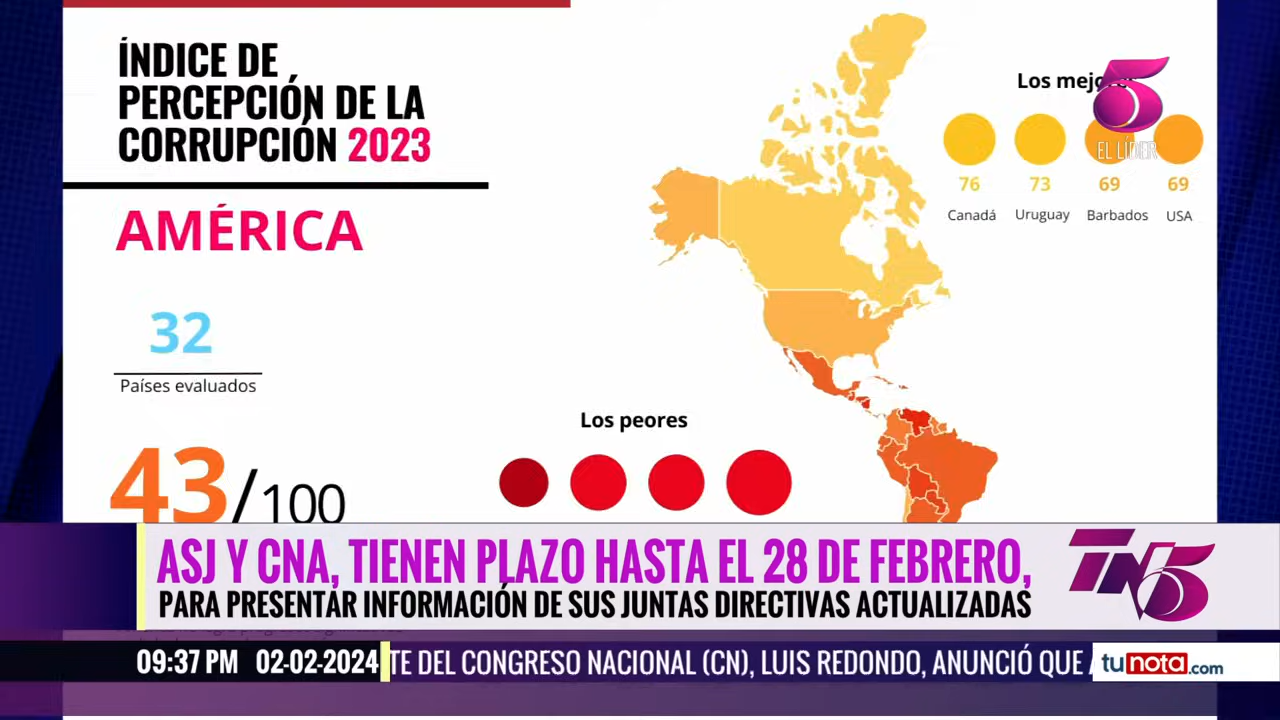 ÍNDICE DE
PERCEPCIÓN DE LA
CORRUPCIÓN 2023
AMÉRICA
32
Países evaluados
43/100
Los
5
EL LÍDER
76
73
69
69
Canadá
Uruguay
Barbados
USA
Los peores
ASJ Y CNA, TIENEN PLAZO HASTA EL 28 DE FEBRERO,
PARA PRESENTAR INFORMACIÓN DE SUS JUNTAS DIRECTIVAS ACTUALIZADAS
TN5
09:37 PM 02-02-2024
TE DEL CONGRESO NACIONAL (CN), LUIS REDONDO, ANUNCIÓ QUE
tunota.com